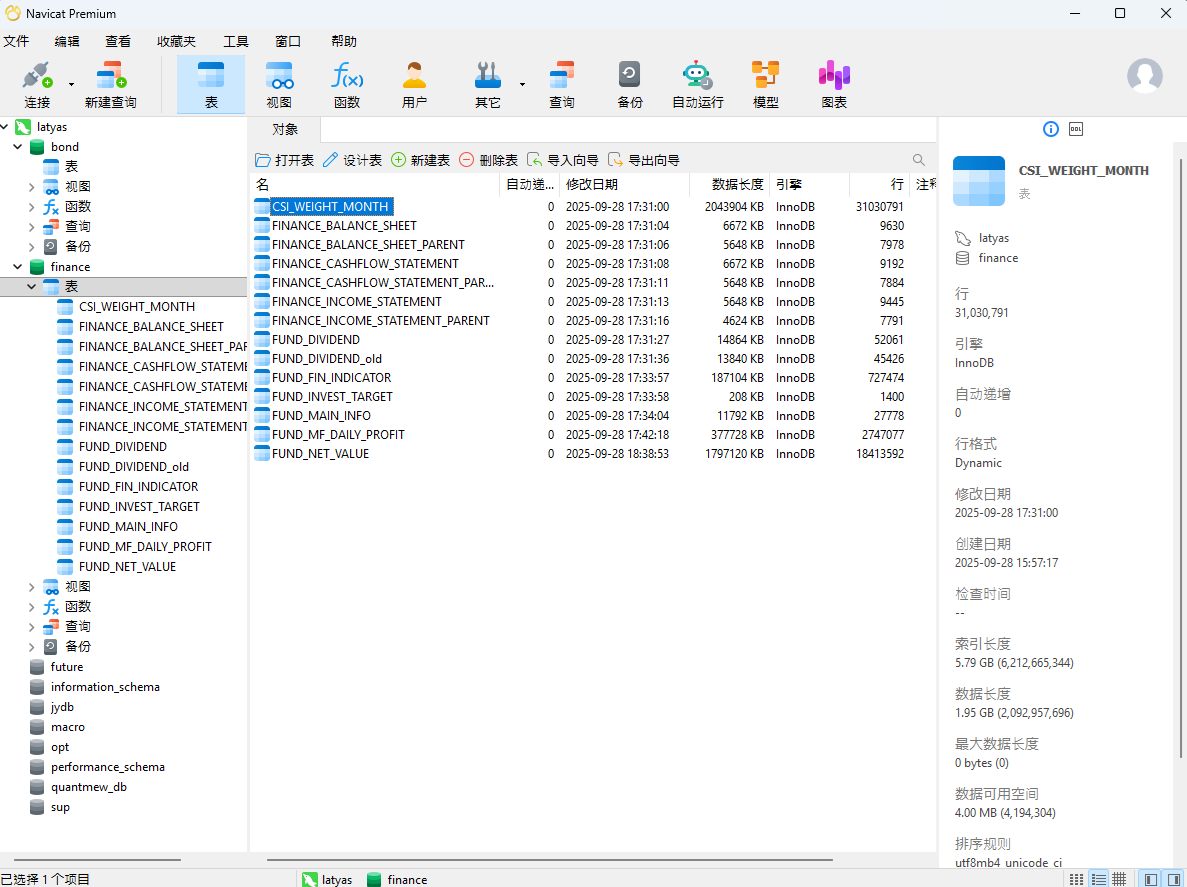 Navicat Premium
文件 编辑 查看 收藏夹 工具 窗口 帮助
连接 新建查询 表 视图 函数 用户 其它 查询 备份 自动运行 模型 图表
latyas
bond
表
视图
函数
查询
备份
finance
表
CSI_WEIGHT_MONTH
FINANCE_BALANCE_SHEET
FINANCE_BALANCE_SHEET_PAR
FINANCE_CASHFLOW_STATEME
FINANCE_CASHFLOW_STATEME
FINANCE_INCOME_STATEMENT
FINANCE_INCOME_STATEMENT
FUND_DIVIDEND
FUND_DIVIDEND_old
FUND_FIN_INDICATOR
FUND_INVEST_TARGET
FUND_MAIN_INFO
FUND_MF_DAILY_PROFIT
FUND_NET_VALUE
视图
函数
查询
备份
future
information_schema
jydb
macro
opt
performance_schema
quantmew_db
sup
对象
打开表 设计表 新建表 删除表 导入向导 导出向导
名 自动递... 修改日期 数据长度 引擎 行 注释
CSI_WEIGHT_MONTH 0 2025-09-28 17:31:00 2043904 KB InnoDB 31030791
FINANCE_BALANCE_SHEET 0 2025-09-28 17:31:04 6672 KB InnoDB 9630
FINANCE_BALANCE_SHEET_PARENT 0 2025-09-28 17:31:06 5648 KB InnoDB 7978
FINANCE_CASHFLOW_STATEMENT 0 2025-09-28 17:31:08 6672 KB InnoDB 9192
FINANCE_CASHFLOW_STATEMENT_PAR... 0 2025-09-28 17:31:11 5648 KB InnoDB 7884
FINANCE_INCOME_STATEMENT 0 2025-09-28 17:31:13 5648 KB InnoDB 9445
FINANCE_INCOME_STATEMENT_PARENT 0 2025-09-28 17:31:16 4624 KB InnoDB 7791
FUND_DIVIDEND 0 2025-09-28 17:31:27 14864 KB InnoDB 52061
FUND_DIVIDEND_old 0 2025-09-28 17:31:36 13840 KB InnoDB 45426
FUND_FIN_INDICATOR 0 2025-09-28 17:33:57 187104 KB InnoDB 727474
FUND_INVEST_TARGET 0 2025-09-28 17:33:58 208 KB InnoDB 1400
FUND_MAIN_INFO 0 2025-09-28 17:34:04 11792 KB InnoDB 27778
FUND_MF_DAILY_PROFIT 0 2025-09-28 17:42:18 377728 KB InnoDB 2747077
FUND_NET_VALUE 0 2025-09-28 18:38:53 1797120 KB InnoDB 18413592
DDL
CSI_WEIGHT_MONTH
表
latyas
finance
行
31,030,791
引擎
InnoDB
自动递增
0
行格式
Dynamic
修改日期
2025-09-28 17:31:00
创建日期
2025-09-28 15:57:17
检查时间
--
索引长度
5.79 GB (6,212,665,344)
数据长度
1.95 GB (2,092,957,696)
最大数据长度
0 bytes (0)
数据可用空间
4.00 MB (4,194,304)
排序规则
utf8mb4_unicode_ci
已选择 1 个项目 latyas finance